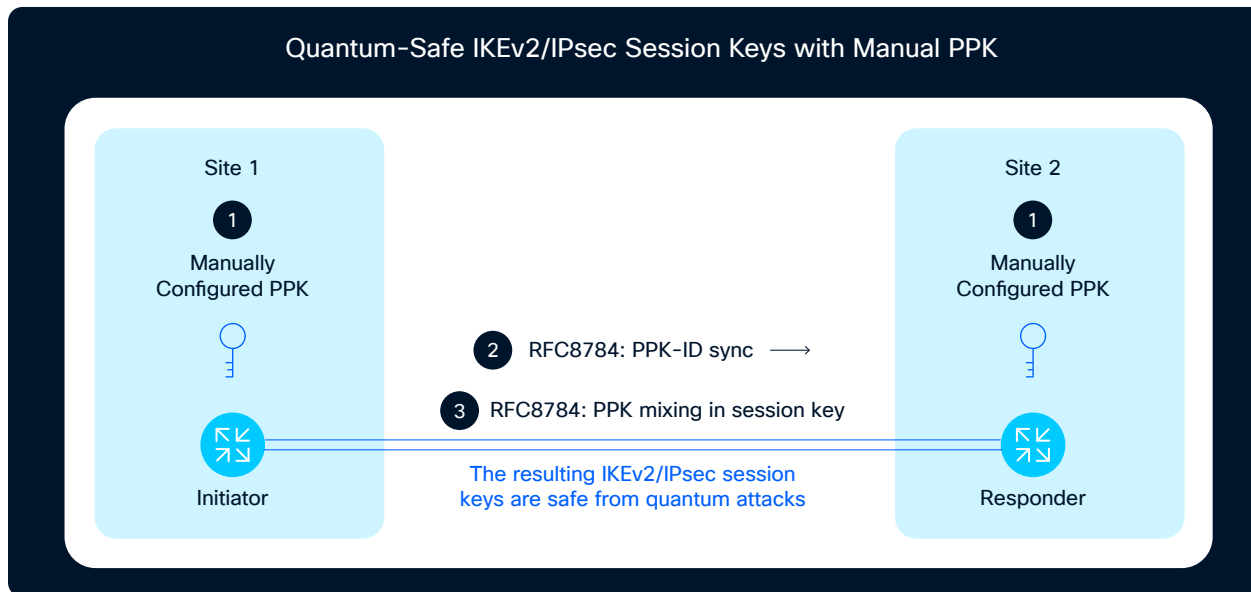 Quantum-Safe IKEv2/IPsec Session Keys with Manual PPK
Site 1
1
Manually
Configured PPK
Initiator
2 RFC8784: PPK-ID sync
3 RFC8784: PPK mixing in session key
The resulting IKEv2/IPsec session
keys are safe from quantum attacks
Site 2
1
Manually
Configured PPK
Responder